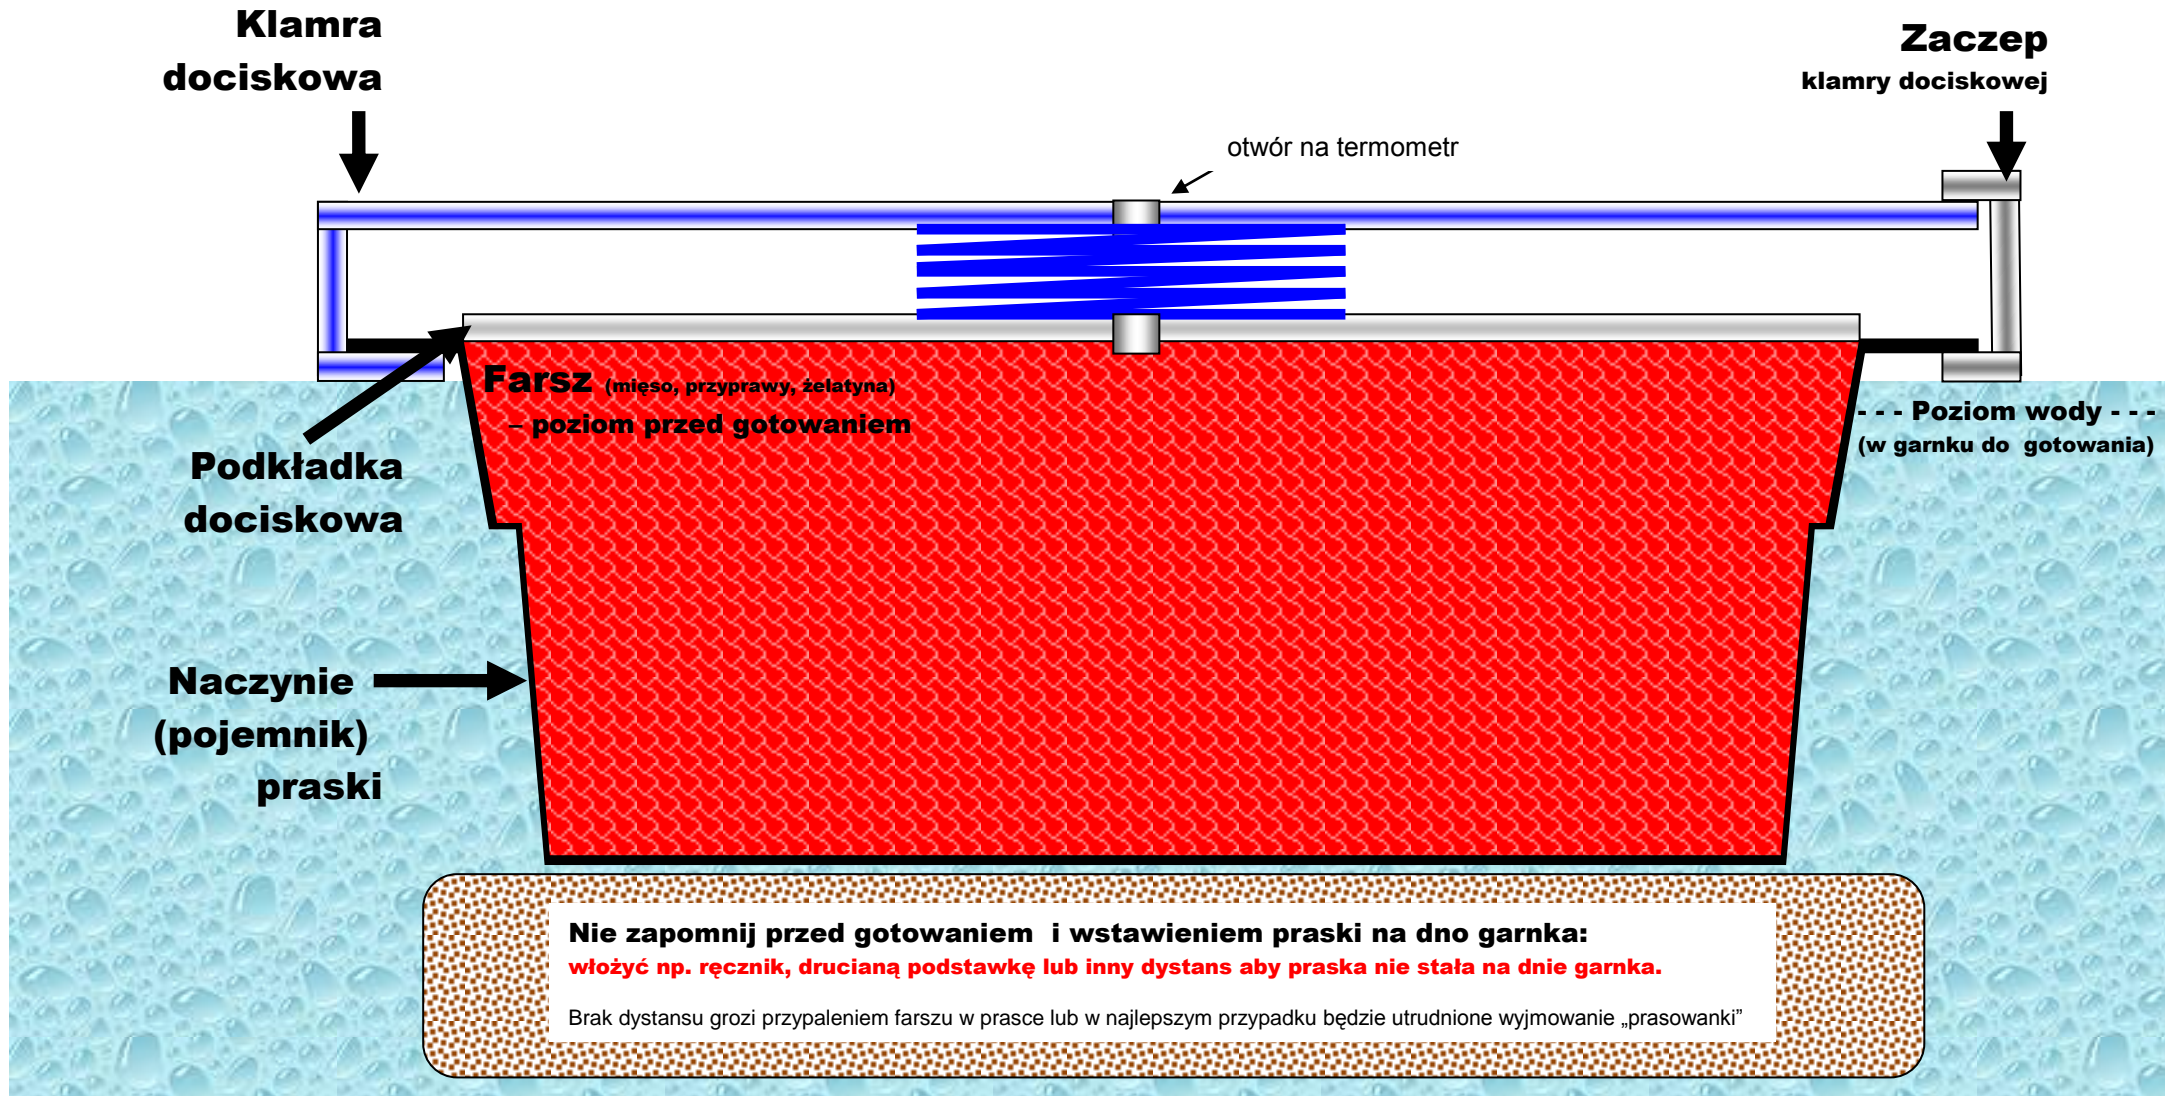 Klamra
dociskowa
Zaczep
klamry dociskowej
otwór na termometr
Farsz (mięso, przyprawy, żelatyna)
– poziom przed gotowaniem
- - - Poziom wody - - -
(w garnku do gotowania)
Podkładka
dociskowa
Naczynie
(pojemnik)
praski
Nie zapomnij przed gotowaniem i wstawieniem praski na dno garnka:
włożyć np. ręcznik, drucianą podstawkę lub inny dystans aby praska nie stała na dnie garnka.
Brak dystansu grozi przypaleniem farszu w prasce lub w najlepszym przypadku będzie utrudnione wyjmowanie „prasowanki”